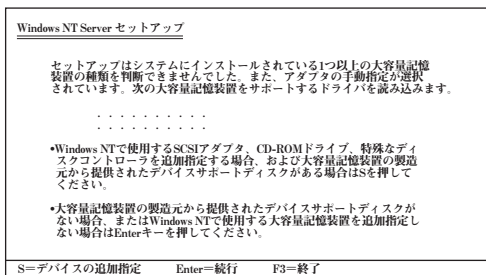 Windows NT Server セットアップ
セットアップはシステムにインストールされている1つ以上の大容量記憶
装置の種類を判断できませんでした。また、アダプタの手動指定が選択
されています。次の大容量記憶装置をサポートするドライバを読み込みます。
. . . . . . . . . .
. . . . . . . . . .
•Windows NTで使用するSCSIアダプタ、CD-ROMドライブ、特殊なディ
スクコントローラを追加指定する場合、および大容量記憶装置の製造
元から提供されたデバイスサポートディスクがある場合はSを押して
ください。
•大容量記憶装置の製造元から提供されたデバイスサポートディスクが
ない場合、またはWindows NTで使用する大容量記憶装置を追加指定し
ない場合はEnterキーを押してください。
S=デバイスの追加指定 Enter=続行 F3=終了